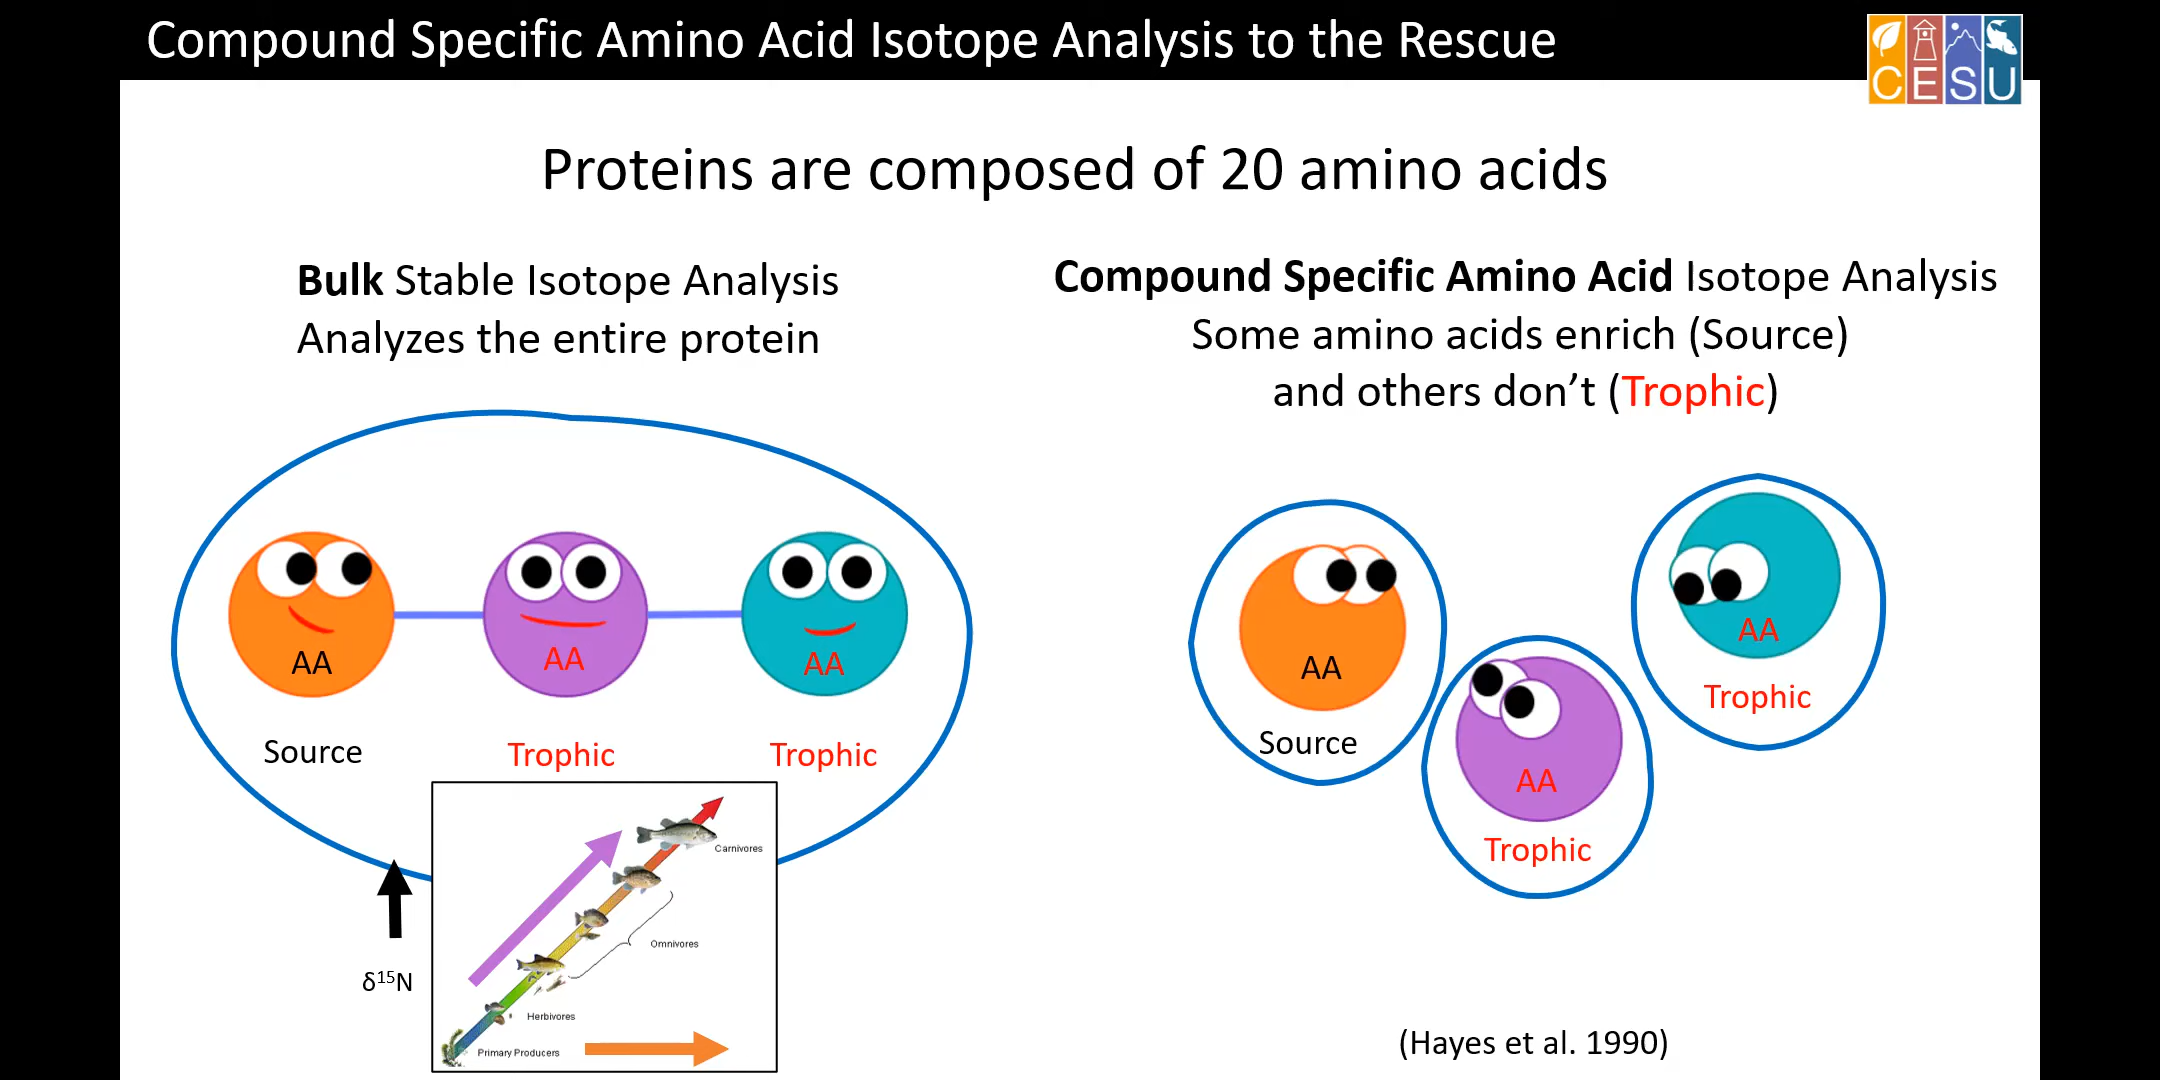 Compound Specific Amino Acid Isotope Analysis to the Rescue
CESU
Proteins are composed of 20 amino acids
Bulk Stable Isotope Analysis
Analyzes the entire protein
AA
AA
AA
Source
Trophic
Trophic
δ¹⁵N
Carnivores
Omnivores
Herbivores
Primary Producers
Compound Specific Amino Acid Isotope Analysis
Some amino acids enrich (Source)
and others don’t (Trophic)
AA
Source
AA
Trophic
AA
Trophic
(Hayes et al. 1990)